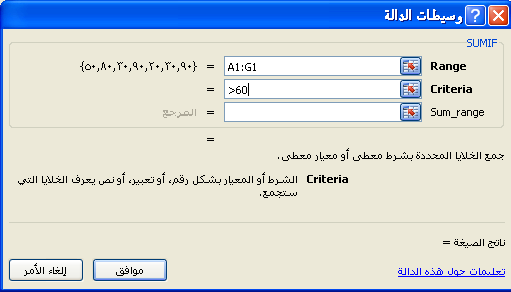 وسيطات الدالة
SUMIF
Range A1:G1 = {٥٠,٨٠,٣٠,٩٠,٢٠,٣٠,٩٠}
Criteria >60 =
Sum_range = المرجع
=
جمع الخلايا المحددة بشرط معطى أو معيار معطى.
Criteria الشرط أو المعيار بشكل رقم، أو تعبير، أو نص يعرف الخلايا التي
ستجمع.
ناتج الصيغة =
تعليمات حول هذه الدالة
موافق
إلغاء الأمر